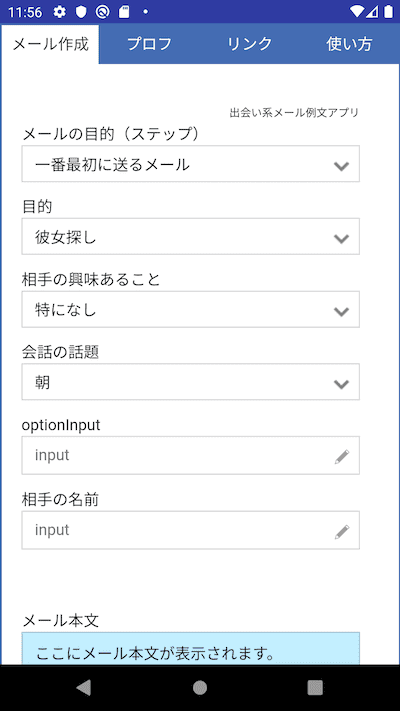 11:56
メール作成 プロフ リンク 使い方
出会い系メール例文アプリ
メールの目的（ステップ）
一番最初に送るメール
目的
彼女探し
相手の興味あること
特になし
会話の話題
朝
optionInput
input
相手の名前
input
メール本文
ここにメール本文が表示されます。